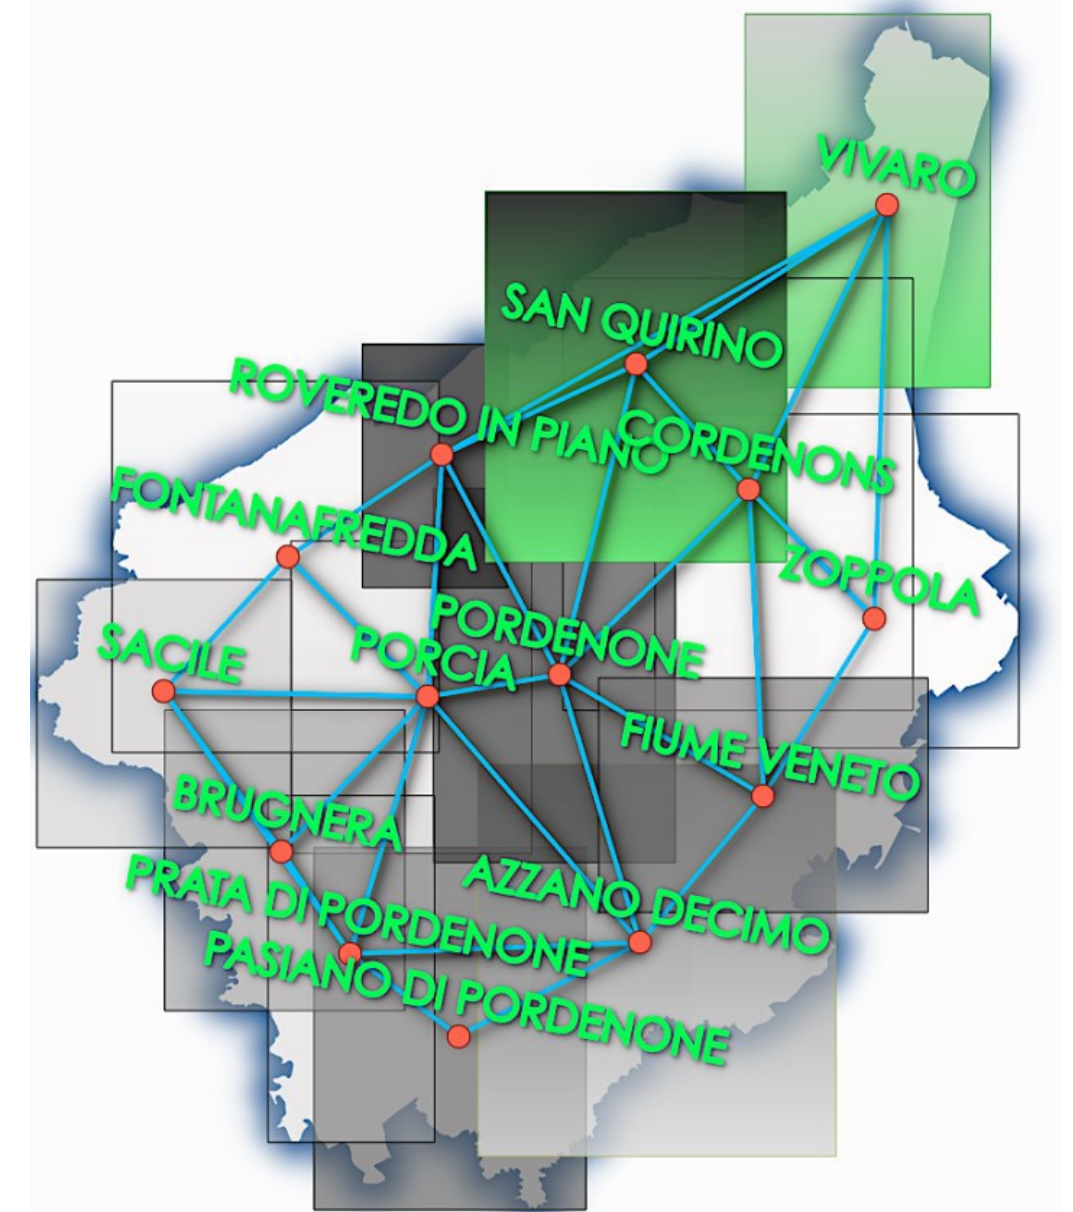 VIVARO
SAN QUIRINO
ROVEREDO IN PIANO
CORDENONS
FONTANAFREDDA
ZOPPOLA
PORDENONE
SACILE
PORCIA
FIUME VENETO
BRUGNERA
AZZANO DECIMO
PRATA DI PORDENONE
PASIANO DI PORDENONE